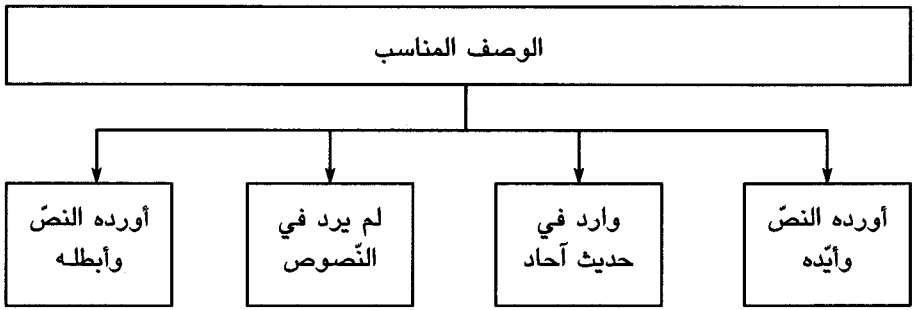 الوصف المناسب
أورده النصّ
وأيّده
وارد في
حديث آحاد
لم يرد في
النّصوص
أورده النصّ
وأبطله